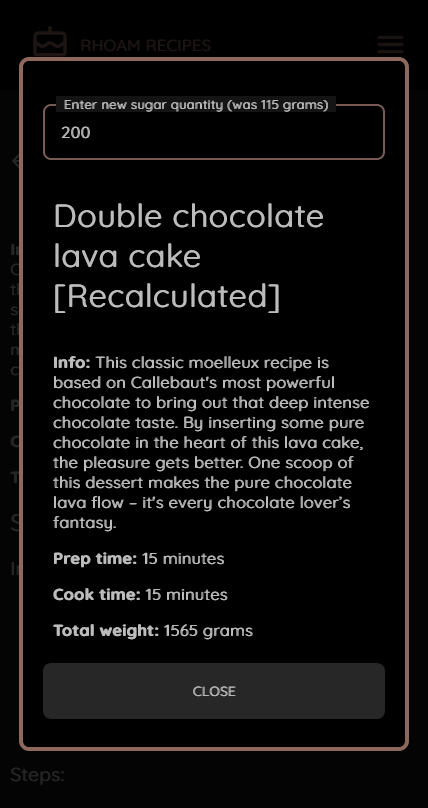 RHOAM RECIPES
Enter new sugar quantity (was 115 grams)
200
Double chocolate
lava cake
[Recalculated]
Info: This classic moelleux recipe is
based on Callebaut's most powerful
chocolate to bring out that deep intense
chocolate taste. By inserting some pure
chocolate in the heart of this lava cake,
the pleasure gets better. One scoop of
this dessert makes the pure chocolate
lava flow – it's every chocolate lover's
fantasy.
Prep time: 15 minutes
Cook time: 15 minutes
Total weight: 1565 grams
CLOSE
Steps: